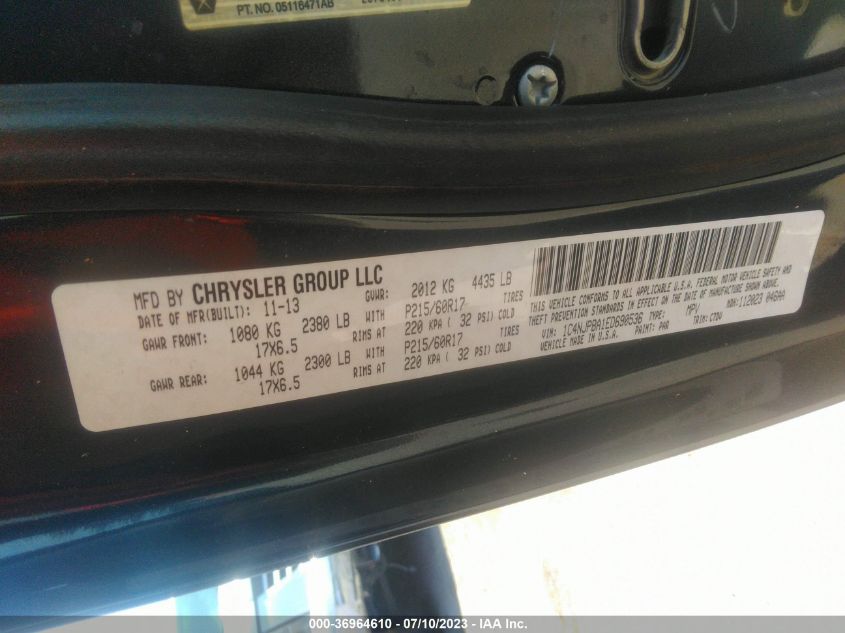 PT. NO. 05116471AB
MFD BY CHRYSLER GROUP LLC
DATE OF MFR(BUILT): 11-13 GVWR: 2012 KG 4435 LB
GAWR FRONT: 1080 KG 2380 LB WITH P215/60R17 TIRES
17X6.5 RIMS AT 220 KPA ( 32 PSI) COLD
GAWR REAR: 1044 KG 2300 LB WITH P215/60R17 TIRES
17X6.5 RIMS AT 220 KPA ( 32 PSI) COLD
THIS VEHICLE CONFORMS TO ALL APPLICABLE U.S.A. FEDERAL MOTOR VEHICLE SAFETY AND
THEFT PREVENTION STANDARDS IN EFFECT ON THE DATE OF MANUFACTURE SHOWN ABOVE.
VIN: 1C4NJPBA1ED690536 TYPE: MPV MDH: 112023 046AA
VEHICLE MADE IN U.S.A. PAINT: PAR TRIM: C7DV
000-36964610 - 07/10/2023 - IAA Inc.